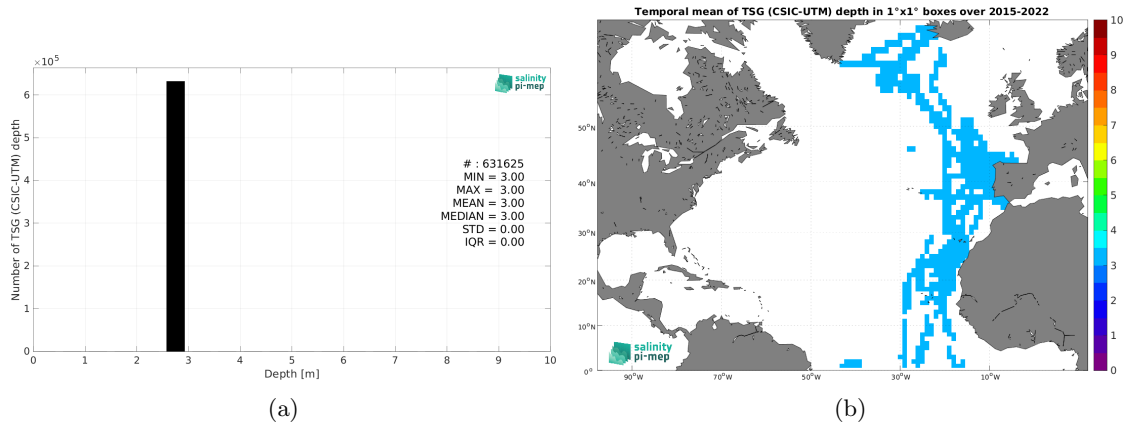 Temporal mean of TSG (CSIC-UTM) depth in 1°x1° boxes over 2015-2022
×10⁵
salinity
pi-mep
# : 631625
MIN = 3.00
MAX = 3.00
MEAN = 3.00
MEDIAN = 3.00
STD = 0.00
IQR = 0.00
Number of TSG (CSIC-UTM) depth
6
5
4
3
2
1
0
0 1 2 3 4 5 6 7 8 9 10
Depth [m]
(a)
50°N
40°N
30°N
20°N
10°N
0°
90°W 70°W 50°W 30°W 10°W
salinity
pi-mep
10
9
8
7
6
5
4
3
2
1
0
(b)